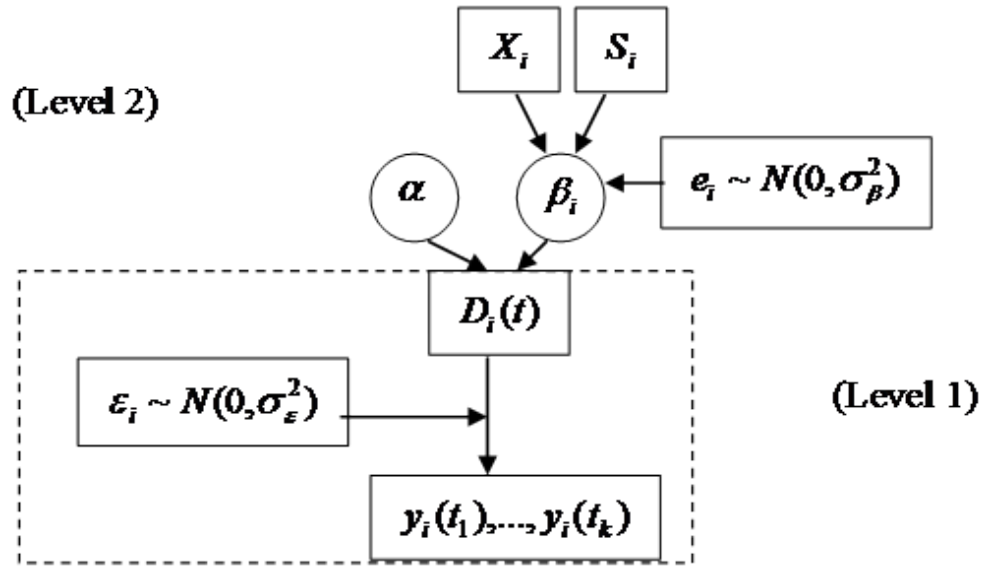 X_i S_i
(Level 2)
α β_i e_i ~ N(0, σ_β^2)
D_i(t)
ε_i ~ N(0, σ_ε^2)
(Level 1)
y_i(t_1),..., y_i(t_k)